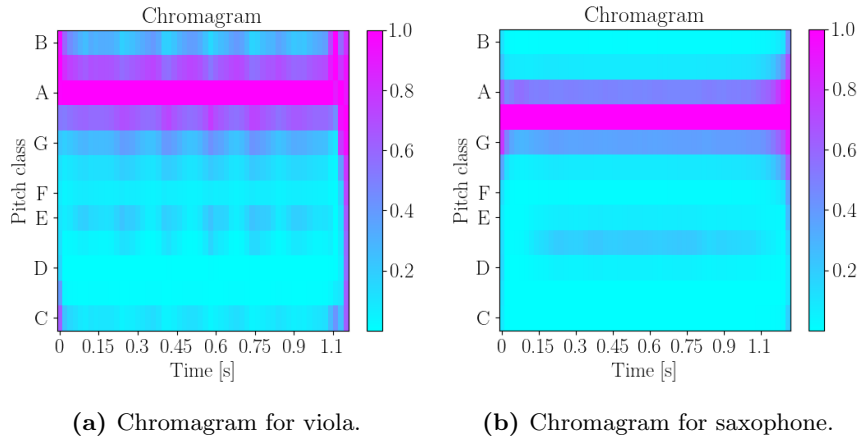 Chromagram
B
A
G
F
E
D
C
Pitch class
0 0.15 0.3 0.45 0.6 0.75 0.9 1.1
Time [s]
1.0
0.8
0.6
0.4
0.2
(a) Chromagram for viola.
Chromagram
B
A
G
F
E
D
C
Pitch class
0 0.15 0.3 0.45 0.6 0.75 0.9 1.1
Time [s]
1.0
0.8
0.6
0.4
0.2
(b) Chromagram for saxophone.